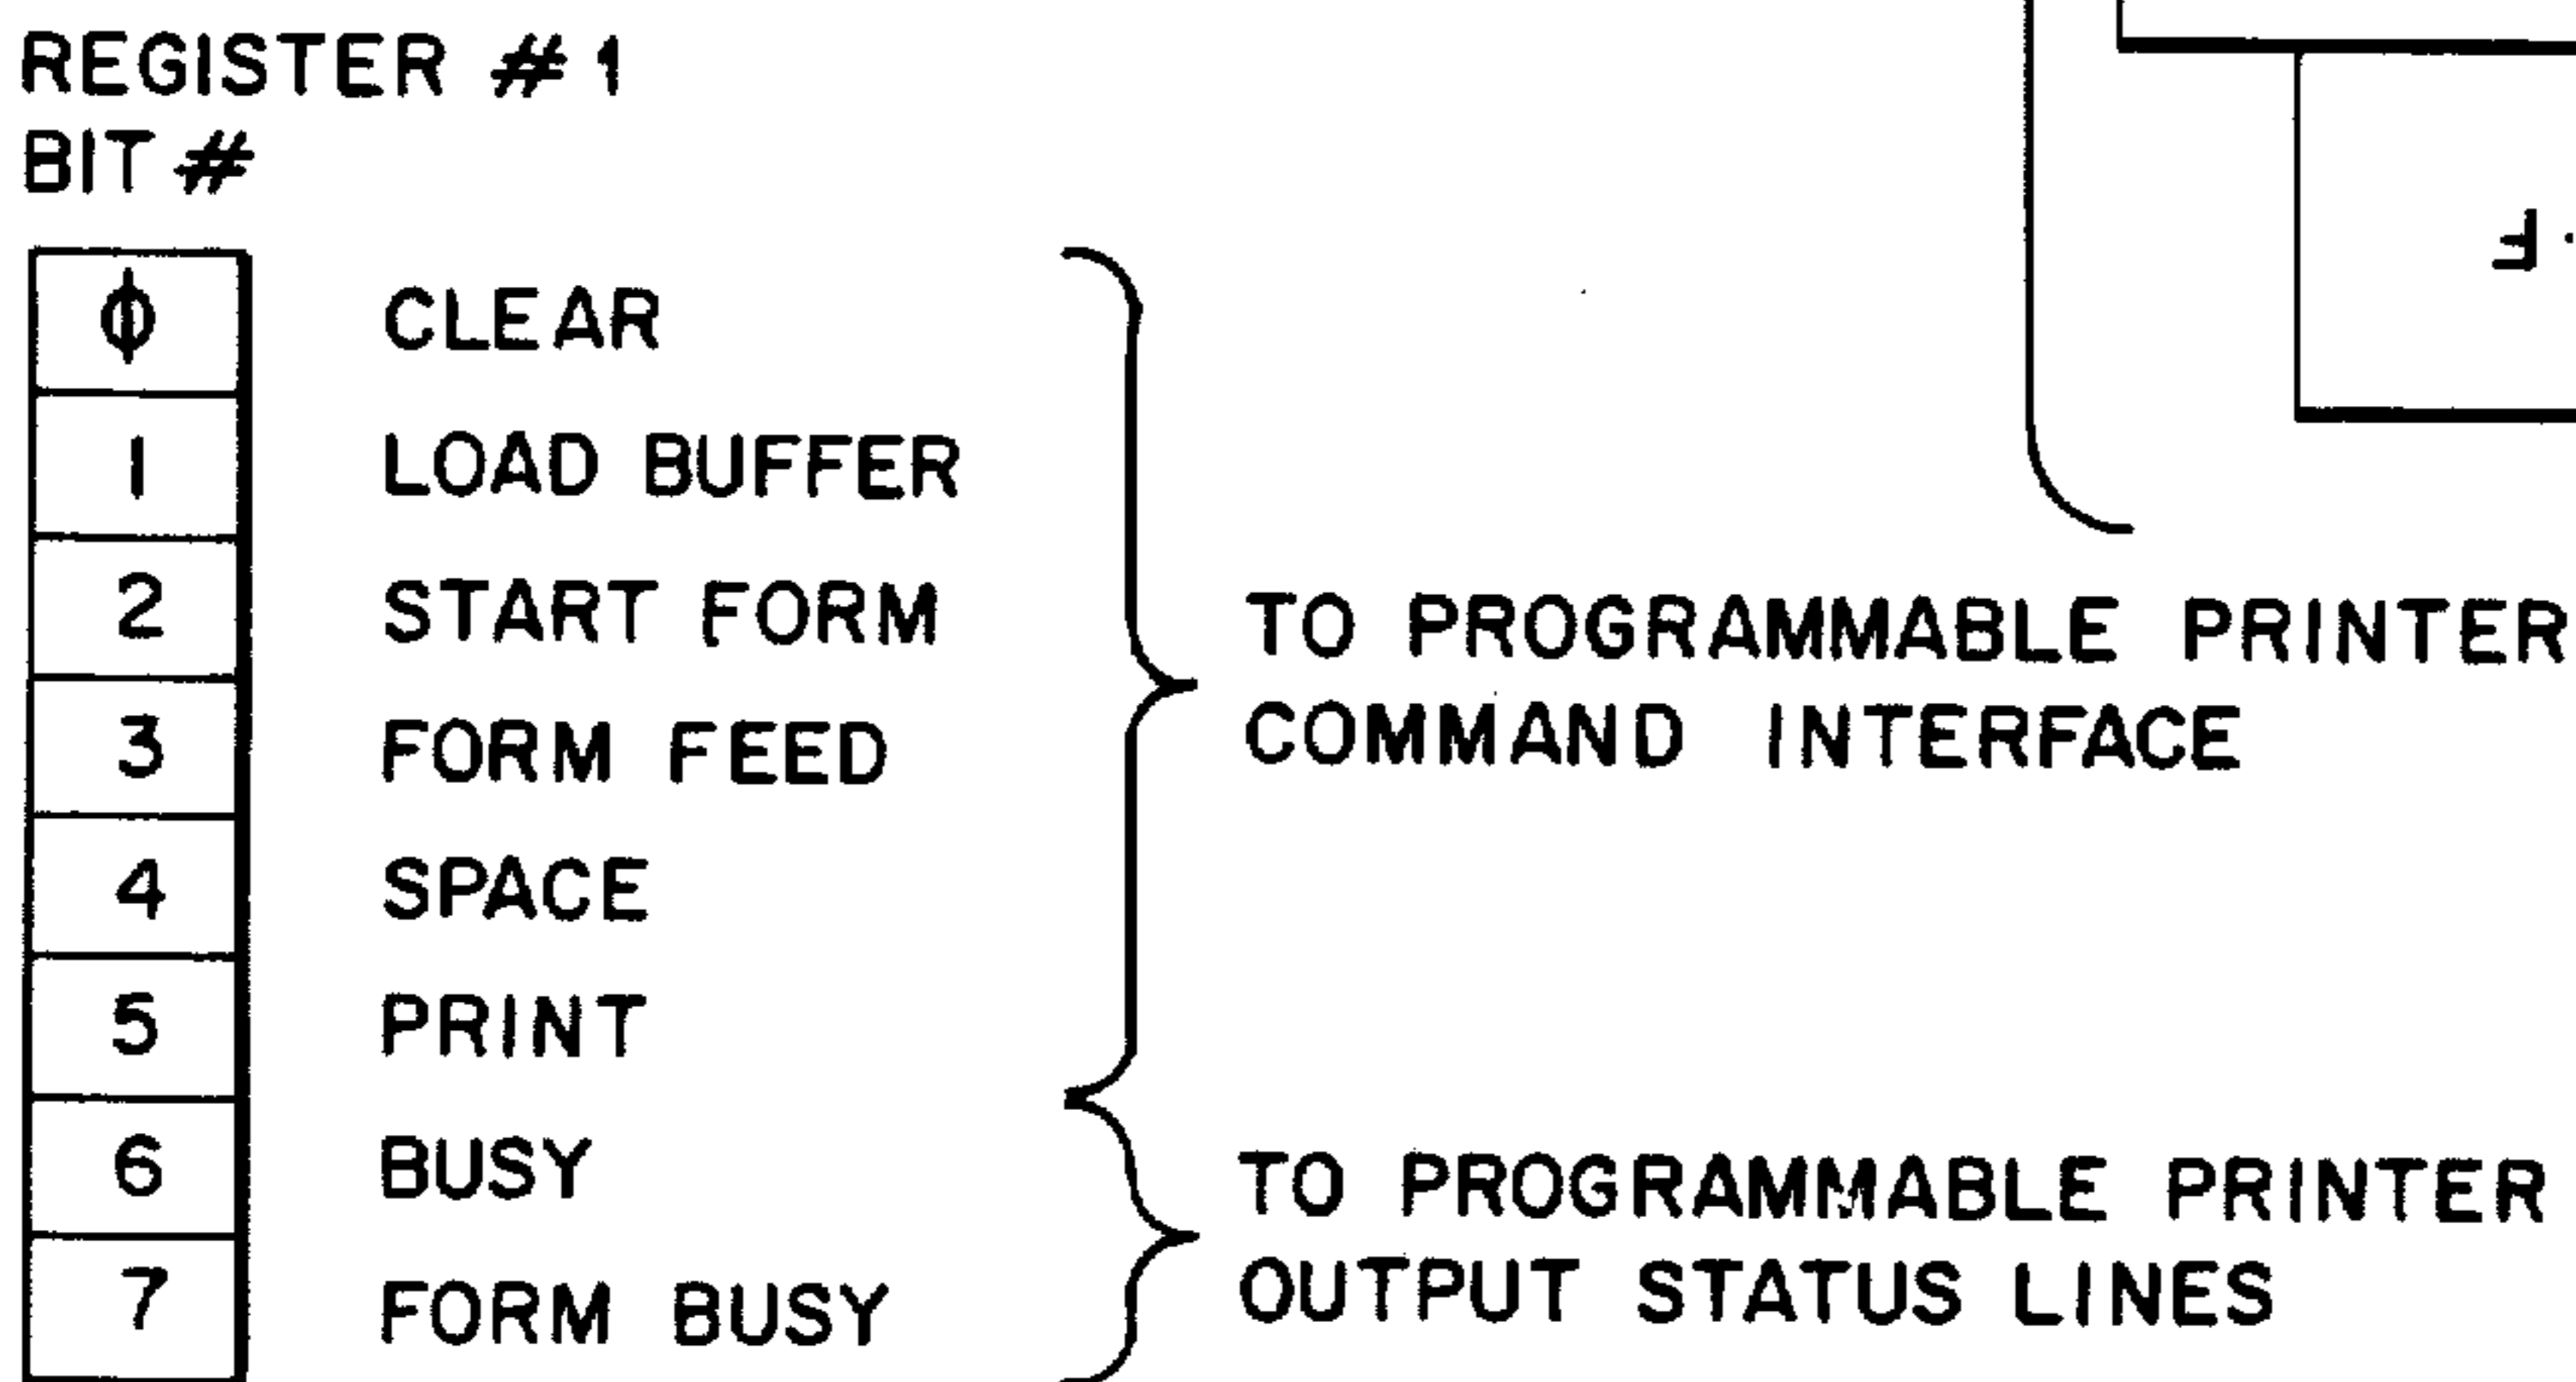 REGISTER # 1
BIT #
ϕ CLEAR
1 LOAD BUFFER
2 START FORM
3 FORM FEED
4 SPACE
5 PRINT
6 BUSY
7 FORM BUSY
TO PROGRAMMABLE PRINTER
COMMAND INTERFACE
TO PROGRAMMABLE PRINTER
OUTPUT STATUS LINES